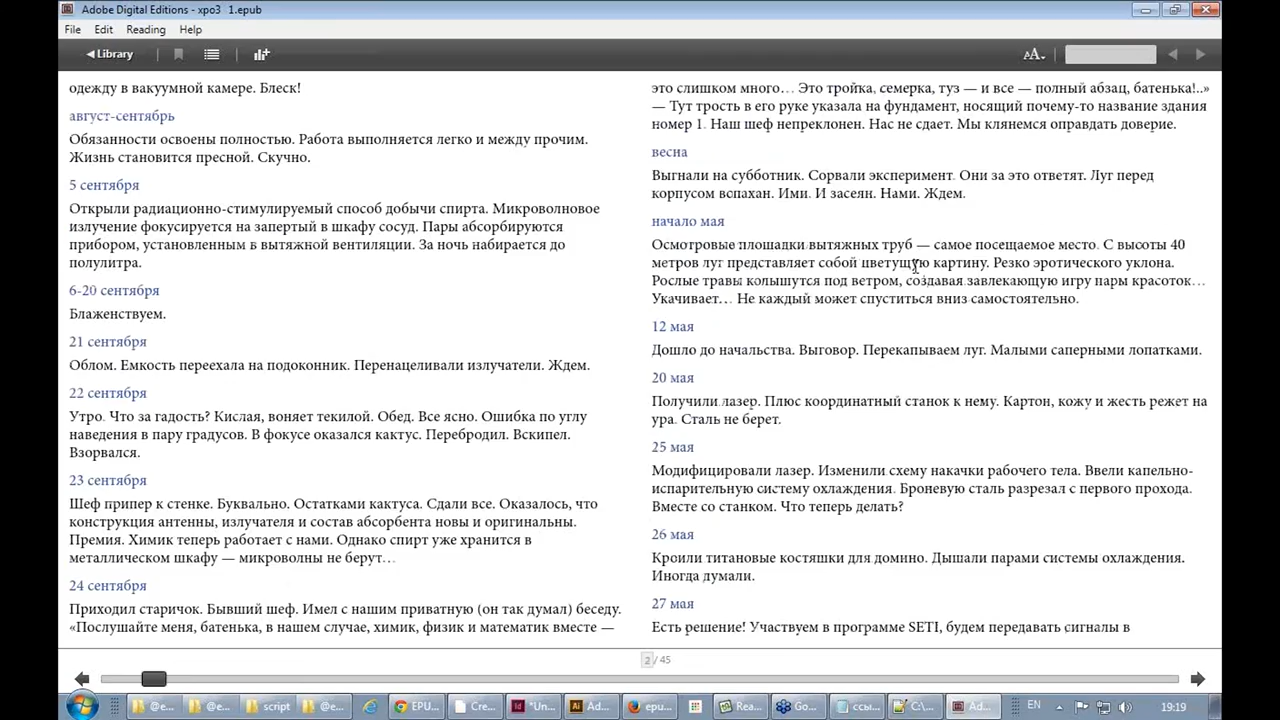 Adobe Digital Editions - xpo3 1.epub
File Edit Reading Help
Library
одежду в вакуумной камере. Блеск!
август-сентябрь
Обязанности освоены полностью. Работа выполняется легко и между прочим.
Жизнь становится пресной. Скучно.
5 сентября
Открыли радиационно-стимулируемый способ добычи спирта. Микроволновое
излучение фокусируется на запертый в шкафу сосуд. Пары абсорбируются
прибором, установленным в вытяжной вентиляции. За ночь набирается до
полулитра.
6-20 сентября
Блаженствуем.
21 сентября
Облом. Емкость переехала на подоконник. Перенацеливали излучатели. Ждем.
22 сентября
Утро. Что за гадость? Кислая, воняет текилой. Обед. Все ясно. Ошибка по углу
наведения в пару градусов. В фокусе оказался кактус. Перебродил. Вскипел.
Взорвался.
23 сентября
Шеф припер к стенке. Буквально. Остатками кактуса. Сдали все. Оказалось, что
конструкция антенны, излучателя и состав абсорбента новы и оригинальны.
Премия. Химик теперь работает с нами. Однако спирт уже хранится в
металлическом шкафу — микроволны не берут…
24 сентября
Приходил старичок. Бывший шеф. Имел с нашим приватную (он так думал) беседу.
«Послушайте меня, батенька, в нашем случае, химик, физик и математик вместе —
это слишком много… Это тройка, семерка, туз — и все — полный абзац, батенька!..»
— Тут трость в его руке указала на фундамент, носящий почему-то название здания
номер 1. Наш шеф непреклонен. Нас не сдает. Мы клянемся оправдать доверие.
весна
Выгнали на субботник. Сорвали эксперимент. Они за это ответят. Луг перед
корпусом вспахан. Ими. И засеян. Нами. Ждем.
начало мая
Осмотровые площадки вытяжных труб — самое посещаемое место. С высоты 40
метров луг представляет собой цветущую картину. Резко эротического уклона.
Рослые травы колышутся под ветром, создавая завлекающую игру пары красоток…
Укачивает… Не каждый может спуститься вниз самостоятельно.
12 мая
Дошло до начальства. Выговор. Перекапываем луг. Малыми саперными лопатками.
20 мая
Получили лазер. Плюс координатный станок к нему. Картон, кожу и жесть режет на
ура. Сталь не берет.
25 мая
Модифицировали лазер. Изменили схему накачки рабочего тела. Ввели капельно-
испарительную систему охлаждения. Броневую сталь разрезал с первого прохода.
Вместе со станком. Что теперь делать?
26 мая
Кроили титановые костяшки для домино. Дышали парами системы охлаждения.
Иногда думали.
27 мая
Есть решение! Участвуем в программе SETI, будем передавать сигналы в
2 / 45
@e... @e... script @e... EPU... Cre... *Un... Ad... epu... Rea... Go... ссы... C:\... Ad... EN 19:19